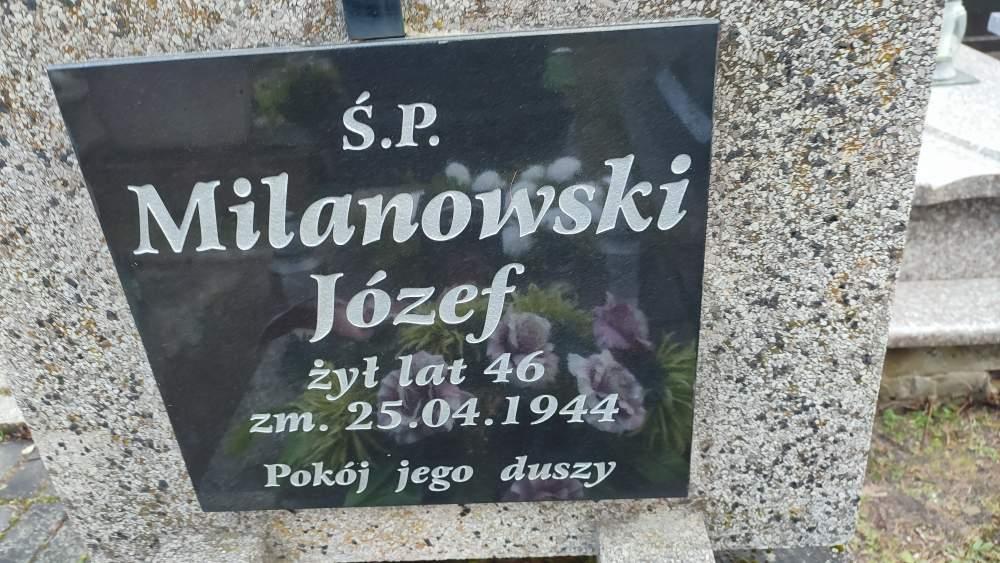 Ś.P.
Milanowski
Józef
żył lat 46
zm. 25.04.1944
Pokój jego duszy